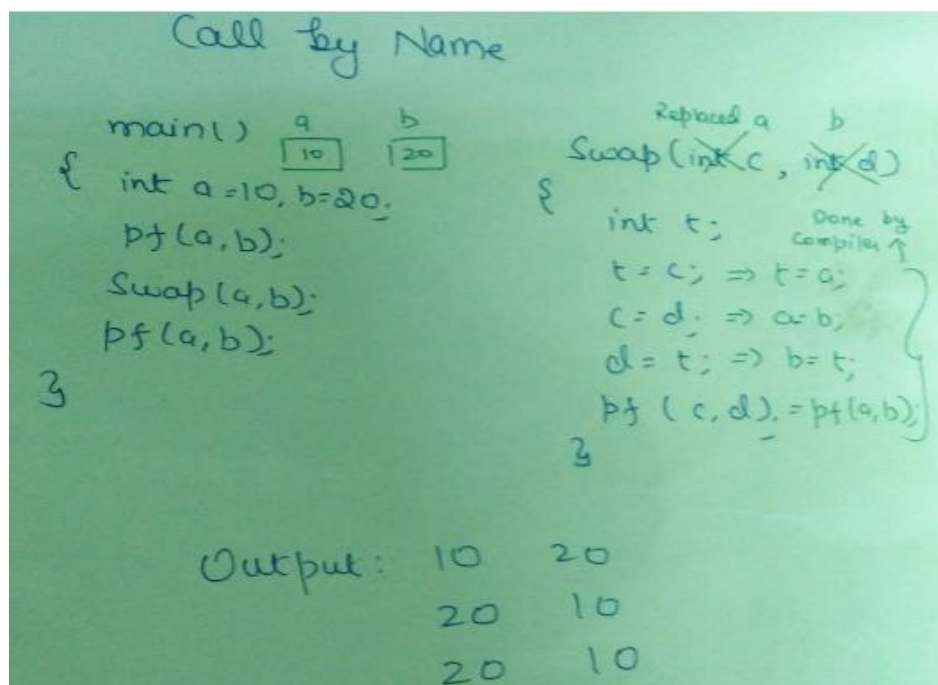 Call by Name
main() a b
10 20
{ int a=10, b=20;
pf(a,b);
Swap(a,b);
pf(a,b);
}
Replaced a b
Swap(int c, int d)
{
int t; Done by
Compiler ↑
t = c; => t = a;
c = d; => a=b;
d = t; => b=t;
pf (c,d); = pf(a,b);
}
Output: 10 20
20 10
20 10